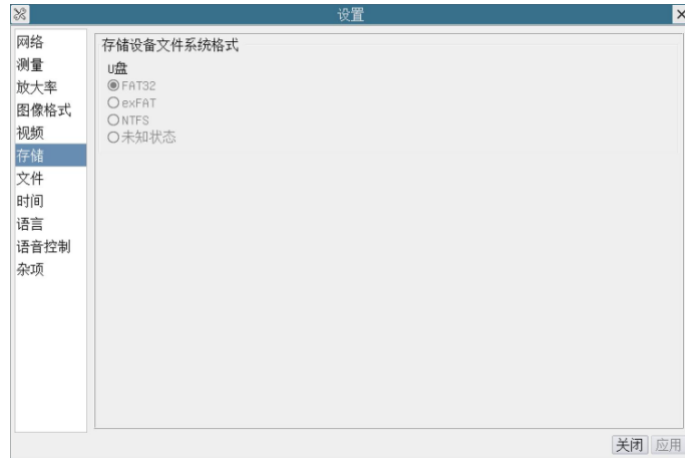 设置
网络
测量
放大率
图像格式
视频
存储
文件
时间
语言
语音控制
杂项
存储设备文件系统格式
U盘
FAT32
exFAT
NTFS
未知状态
关闭
应用